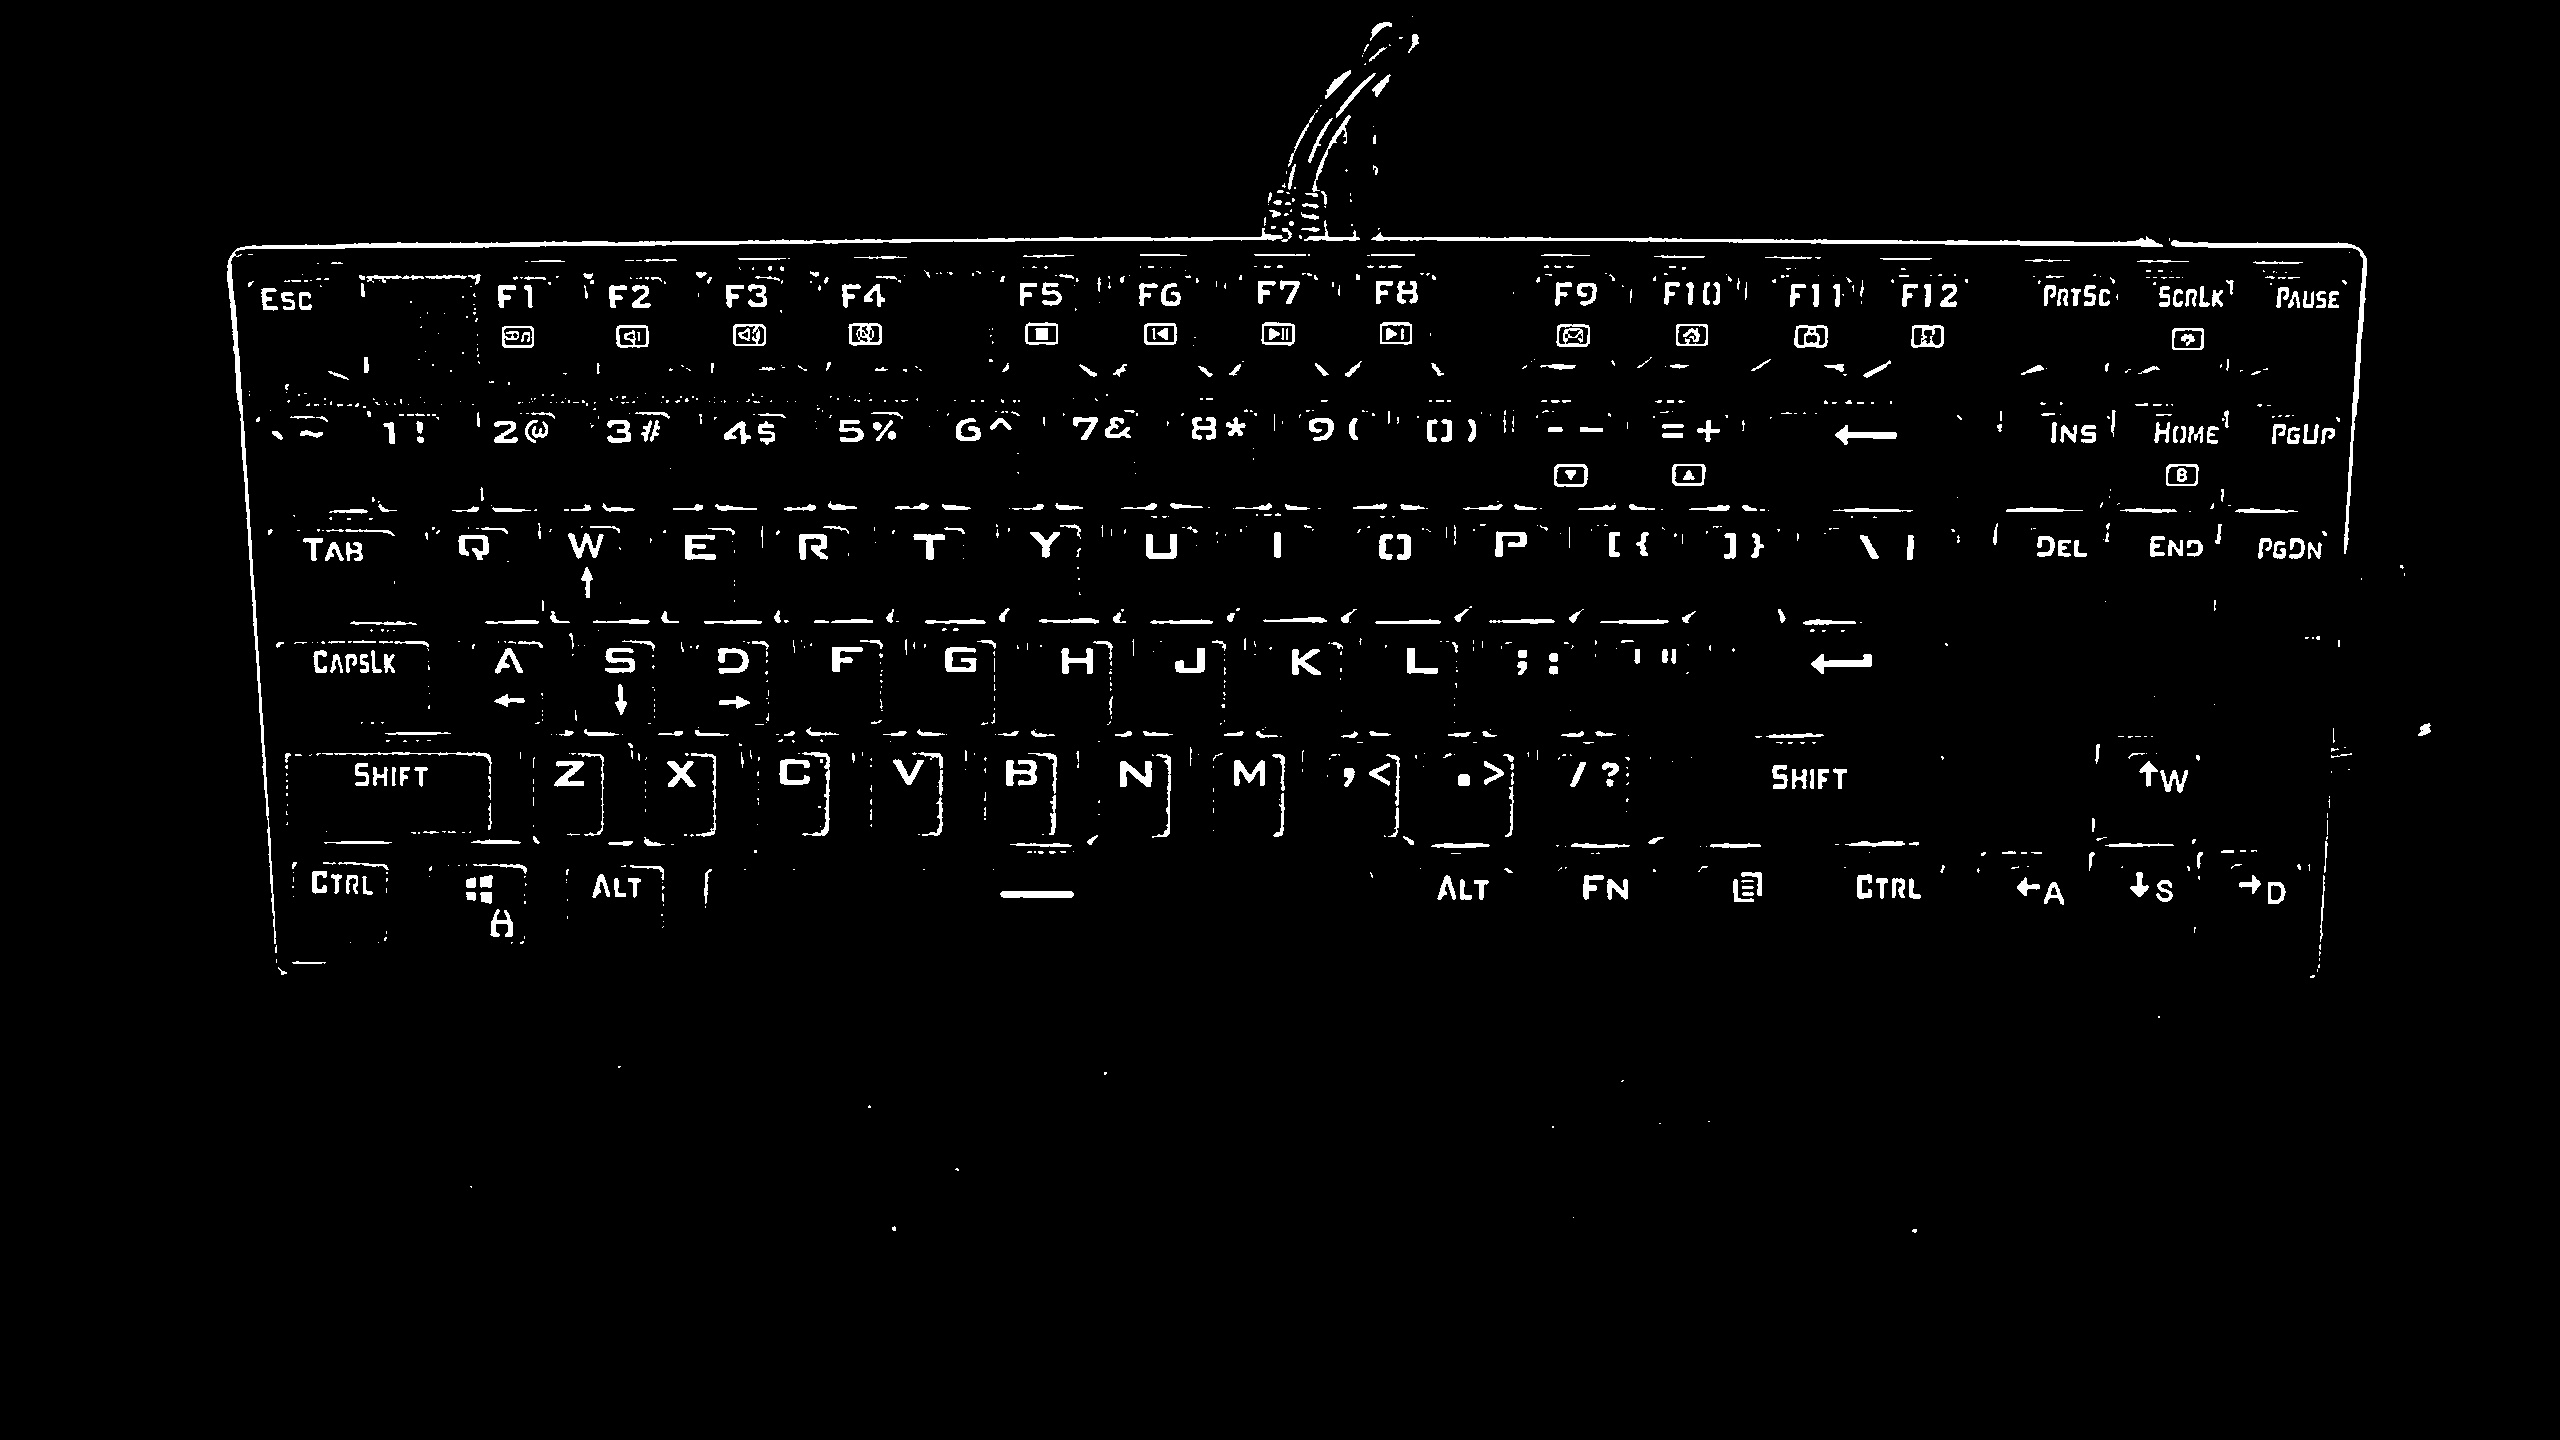 ESC F1 F2 F3 F4 F5 F6 F7 F8 F9 F10 F11 F12 PRTSC SCRLK PAUSE
` ~ 1 ! 2 @ 3 # 4 $ 5 % 6 ^ 7 & 8 * 9 ( 0 ) - – = + ← INS HOME PGUP
B
TAB Q W E R T Y U I O P [ { ] } \ | DEL END PGDN
↑
CAPSLK A S D F G H J K L ; : ' " ↵
← ↓ →
SHIFT Z X C V B N M , < . > / ? SHIFT ↑W
CTRL ALT ALT FN CTRL ←A ↓S →D